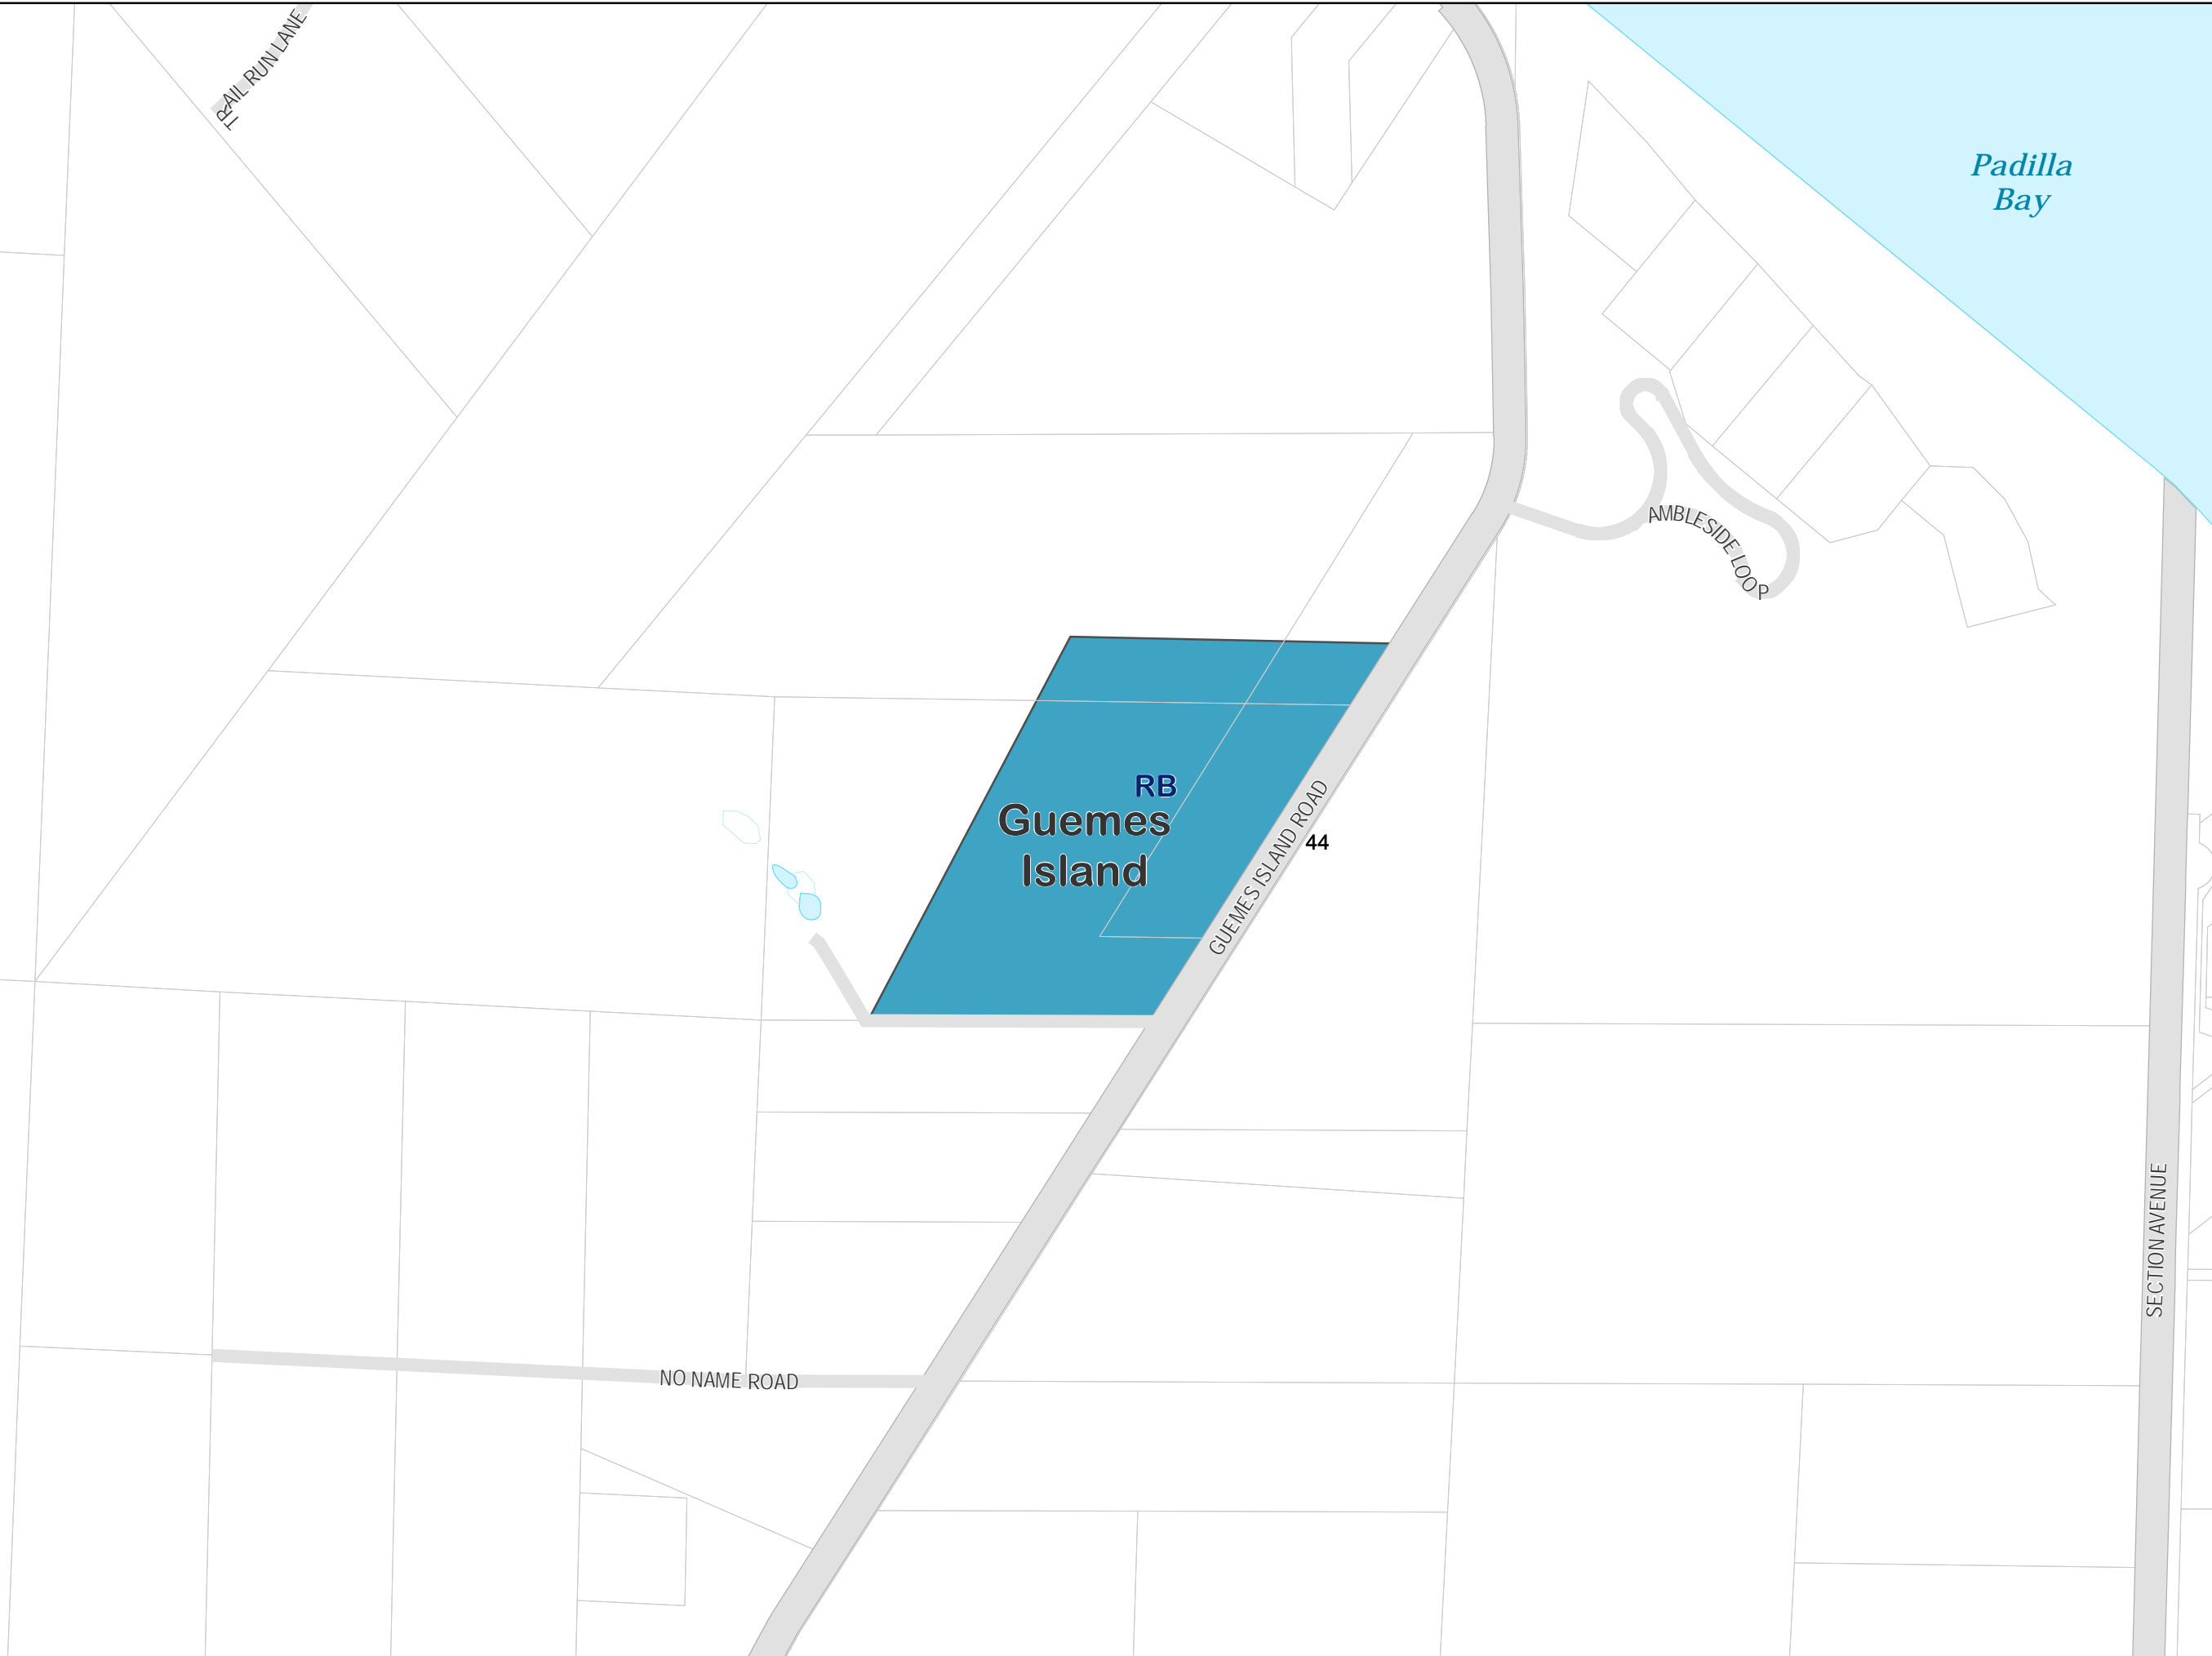 TRAIL RUN LANE
Padilla
Bay
AMBLESIDE LOOP
RB
Guemes
Island
GUEMES ISLAND ROAD
44
SECTION AVENUE
NO NAME ROAD